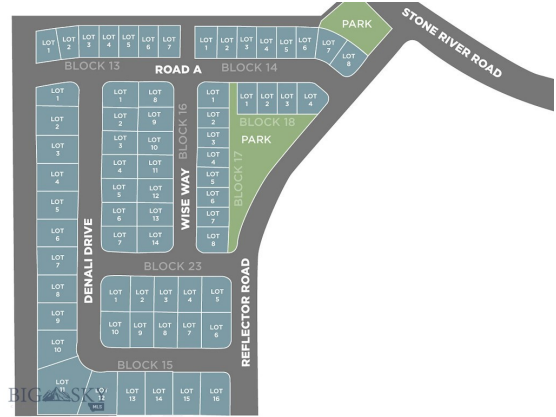 PARK
STONE RIVER ROAD
LOT 1 LOT 2 LOT 3 LOT 4 LOT 5 LOT 6 LOT 7
LOT 1 LOT 2 LOT 3 LOT 4 LOT 5 LOT 6 LOT 7 LOT 8
BLOCK 13
ROAD A
BLOCK 14
LOT 1
LOT 2
LOT 3
LOT 4
LOT 5
LOT 6
LOT 7
LOT 8
LOT 9
LOT 10
LOT 11
LOT 12
LOT 13
LOT 14
LOT 15
LOT 16
BLOCK 15
DENALI DRIVE
LOT 1 LOT 8
LOT 2 LOT 9
LOT 3 LOT 10
LOT 4 LOT 11
LOT 5 LOT 12
LOT 6 LOT 13
LOT 7 LOT 14
BLOCK 16
WISE WAY
LOT 1
LOT 2
LOT 3
LOT 4
LOT 5
LOT 6
LOT 7
LOT 8
BLOCK 17
LOT 1 LOT 2 LOT 3 LOT 4
BLOCK 18
PARK
BLOCK 23
LOT 1 LOT 2 LOT 3 LOT 4 LOT 5
LOT 10 LOT 9 LOT 8 LOT 7 LOT 6
REFLECTOR ROAD
BIG SKY
MLS